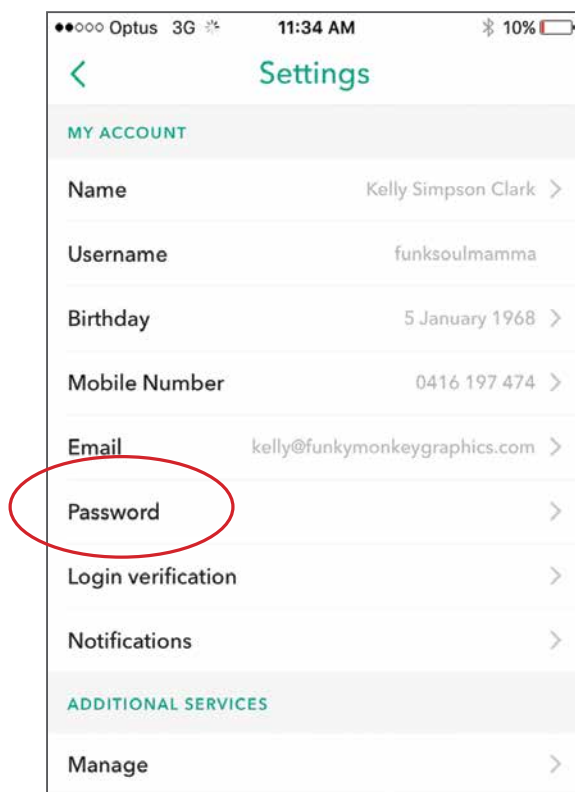 ●●○○○ Optus 3G 11:34 AM 10%
Settings
MY ACCOUNT
Name Kelly Simpson Clark
Username funksoulmamma
Birthday 5 January 1968
Mobile Number 0416 197 474
Email kelly@funkymonkeygraphics.com
Password
Login verification
Notifications
ADDITIONAL SERVICES
Manage